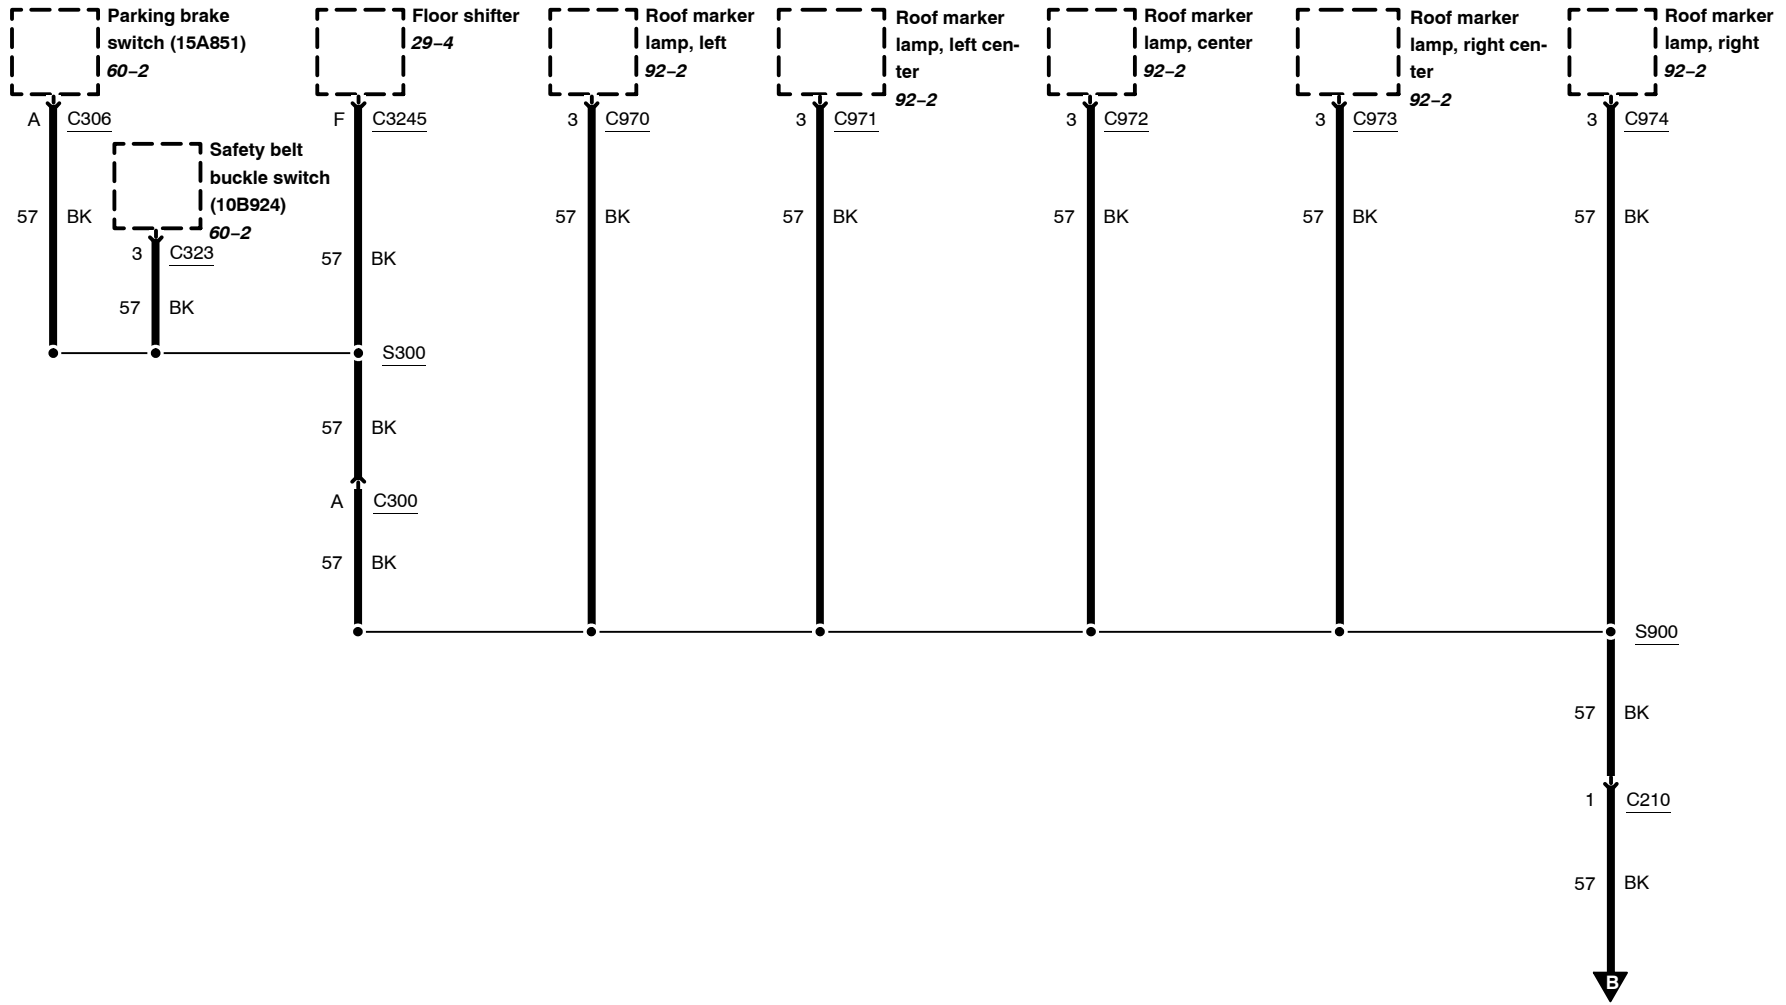 Parking brake
switch (15A851)
60–2
Floor shifter
29–4
Roof marker
lamp, left
92–2
Roof marker
lamp, left cen-
ter
92–2
Roof marker
lamp, center
92–2
Roof marker
lamp, right cen-
ter
92–2
Roof marker
lamp, right
92–2
A C306
F C3245
3 C970
3 C971
3 C972
3 C973
3 C974
Safety belt
buckle switch
(10B924)
60–2
57 BK
57 BK
57 BK
57 BK
57 BK
57 BK
3 C323
57 BK
57 BK
S300
57 BK
A C300
57 BK
S900
57 BK
1 C210
57 BK
B